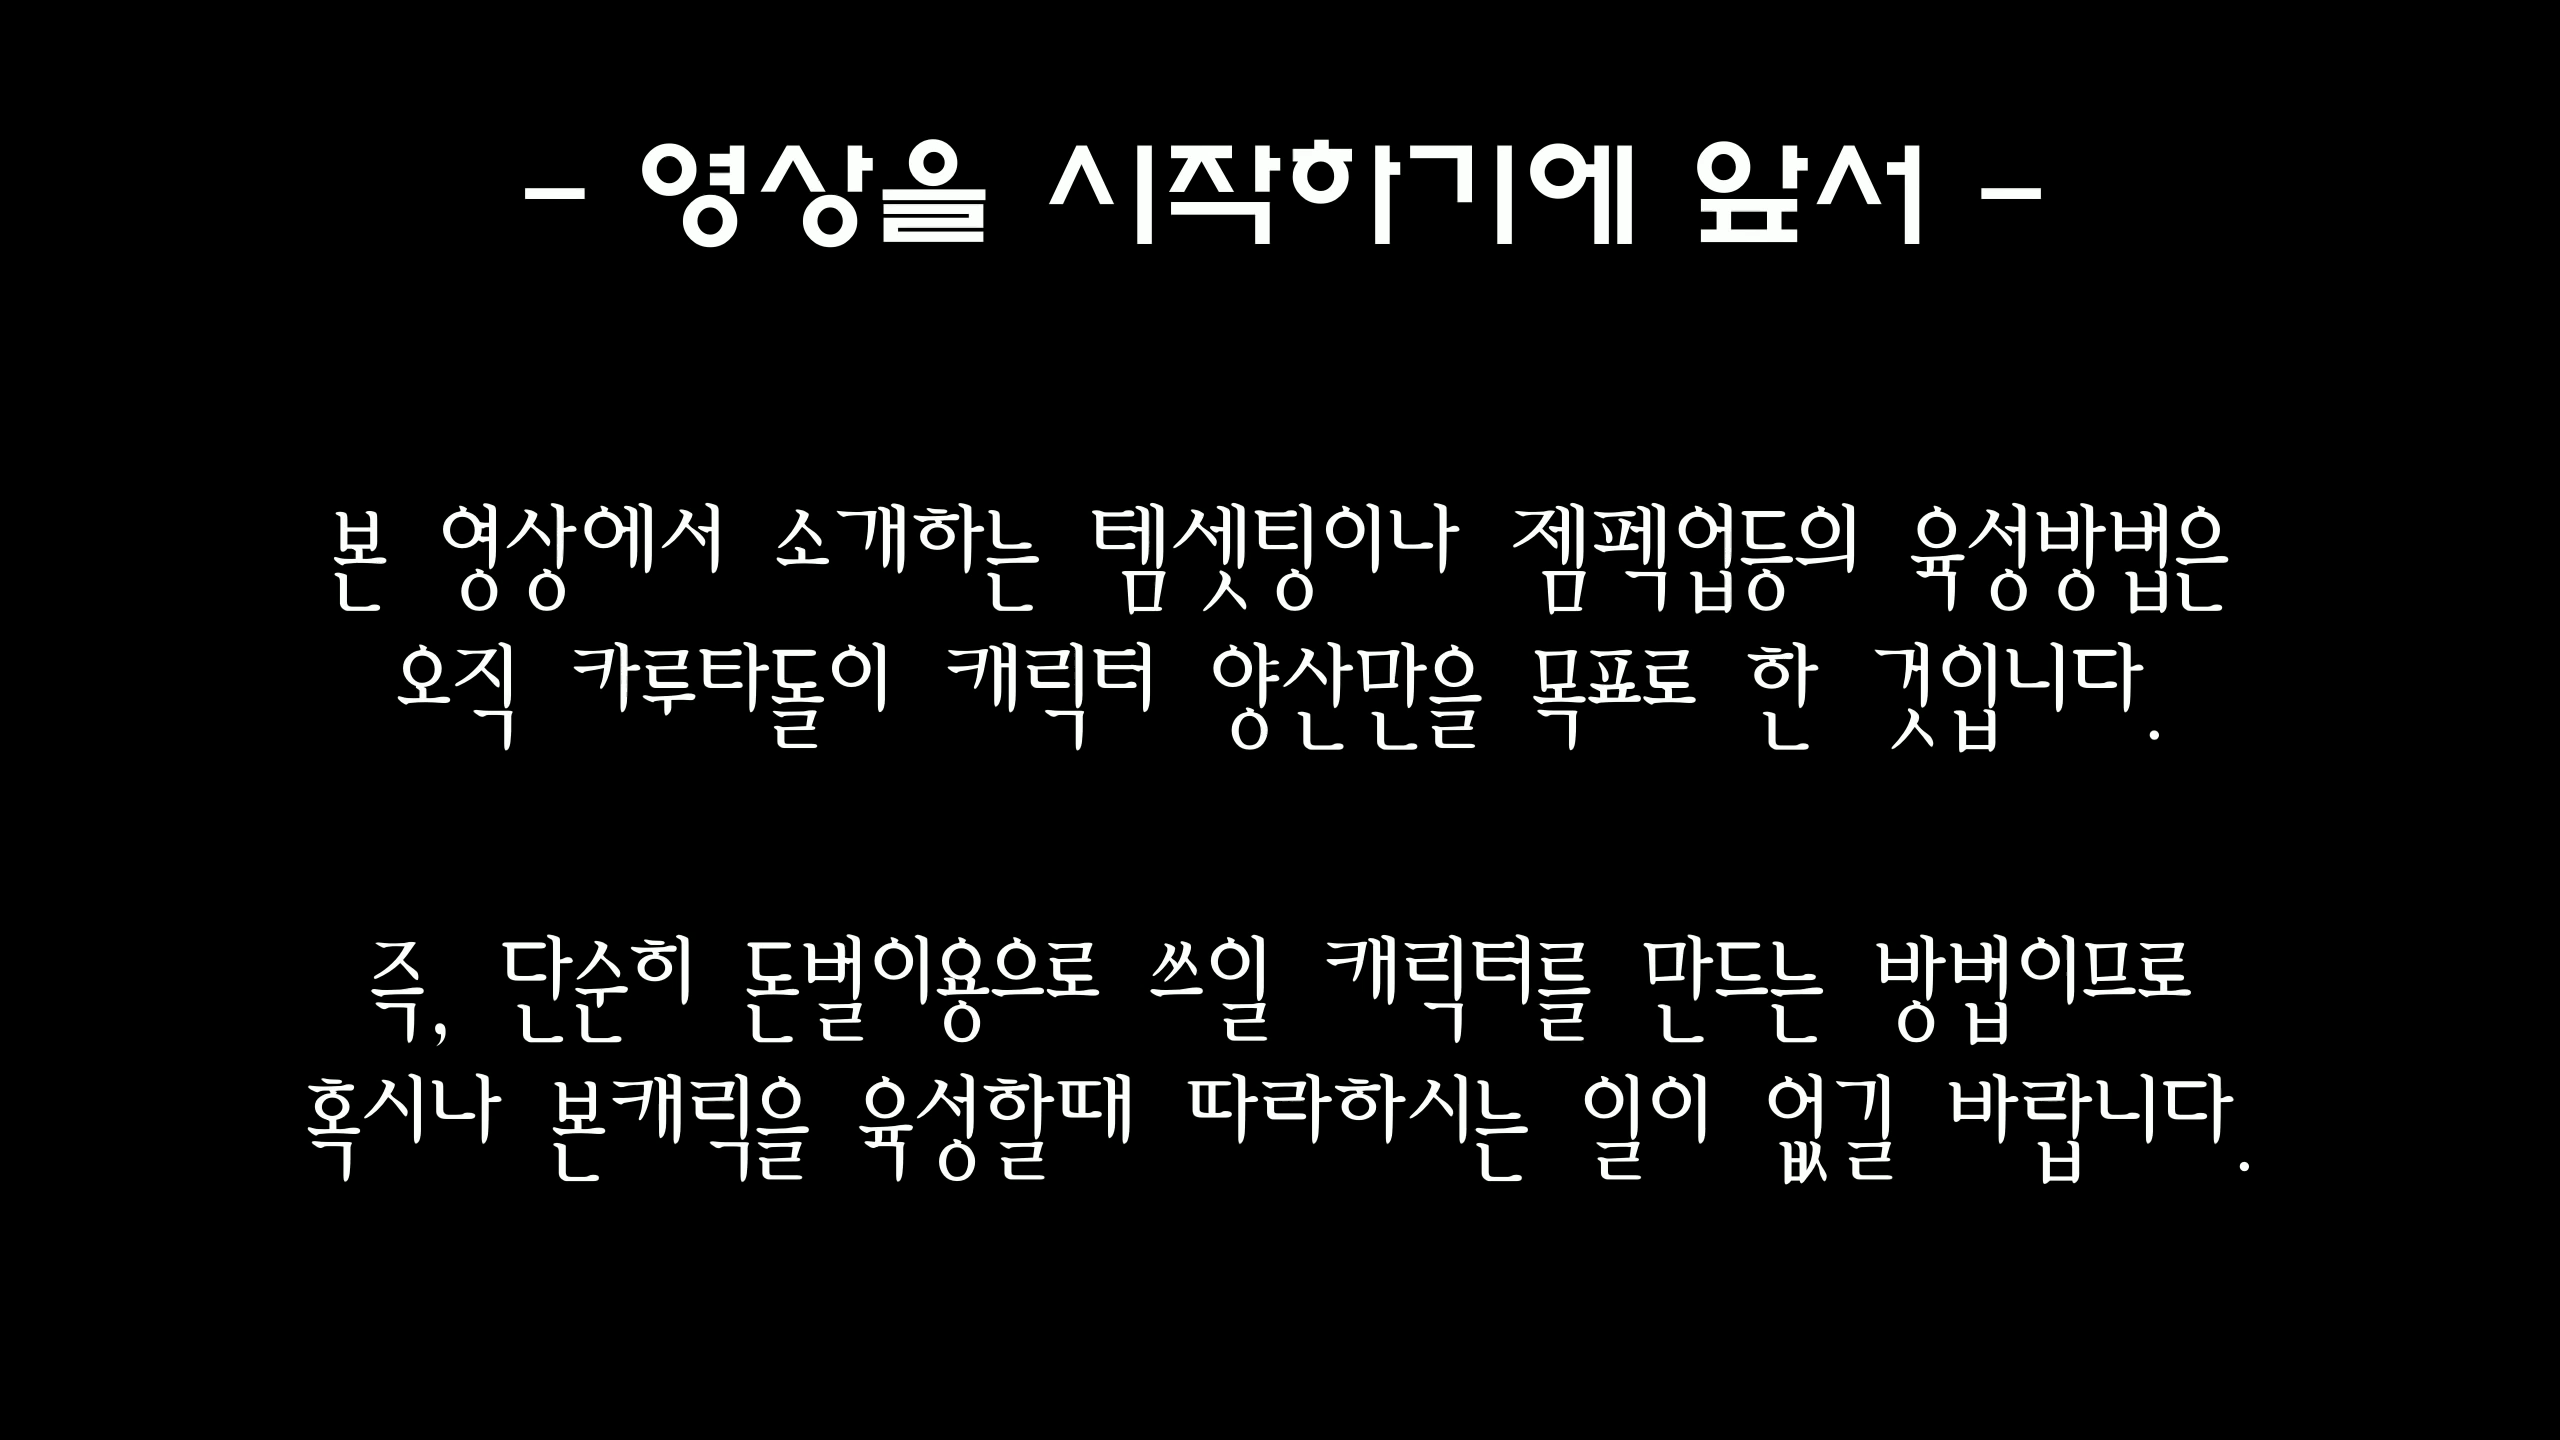 - 영상을 시작하기에 앞서 -
본 영상에서 소개하는 템셋팅이나 젬펙업등의 육성방법은
오직 카루타돌이 캐릭터 양산만을 목표로 한 것입니다.
즉, 단순히 돈벌이용으로 쓰일 캐릭터를 만드는 방법이므로
혹시나 본캐릭을 육성할때 따라하시는 일이 없길 바랍니다.